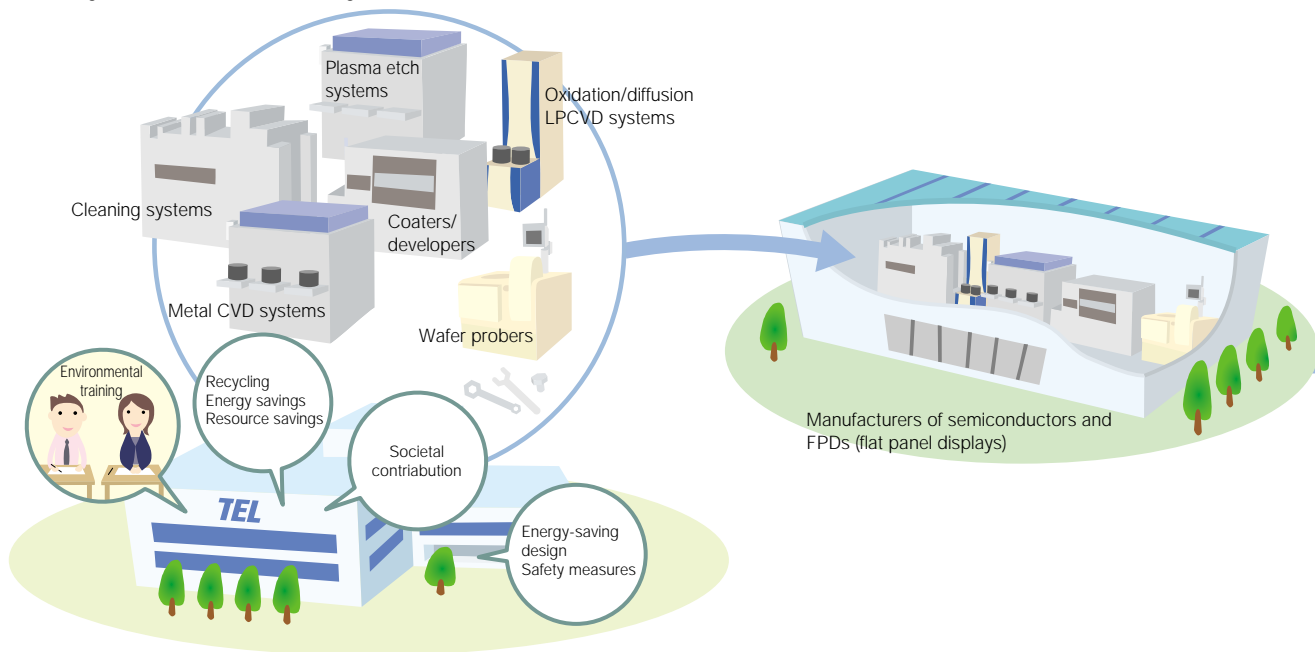 Plasma etch
systems
Oxidation/diffusion
LPCVD systems
Cleaning systems
Coaters/
developers
Metal CVD systems
Wafer probers
Environmental
training
Recycling
Energy savings
Resource savings
Societal
contriabution
TEL
Energy-saving
design
Safety measures
Manufacturers of semiconductors and
FPDs (flat panel displays)